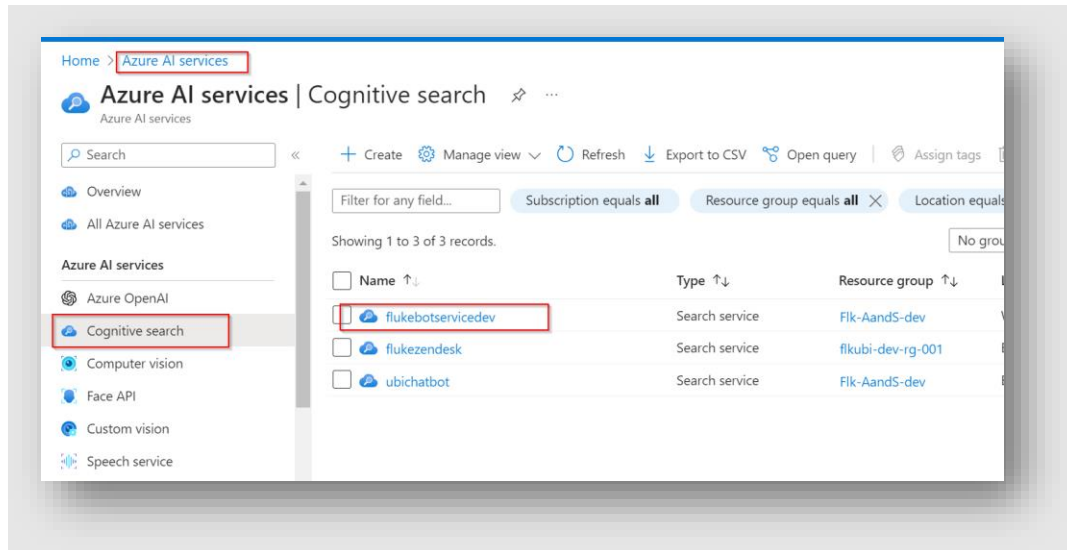 Home > Azure AI services
Azure AI services | Cognitive search ...
Azure AI services
Search
«
+ Create Manage view Refresh Export to CSV Open query Assign tags
Overview
All Azure AI services
Azure AI services
Azure OpenAI
Cognitive search
Computer vision
Face API
Custom vision
Speech service
Filter for any field... Subscription equals all Resource group equals all Location equals
Showing 1 to 3 of 3 records.
No grou
Name ↑↓ Type ↑↓ Resource group ↑↓
flukebotservicedev Search service Flk-AandS-dev
flukezendesk Search service flkubi-dev-rg-001
ubichatbot Search service Flk-AandS-dev